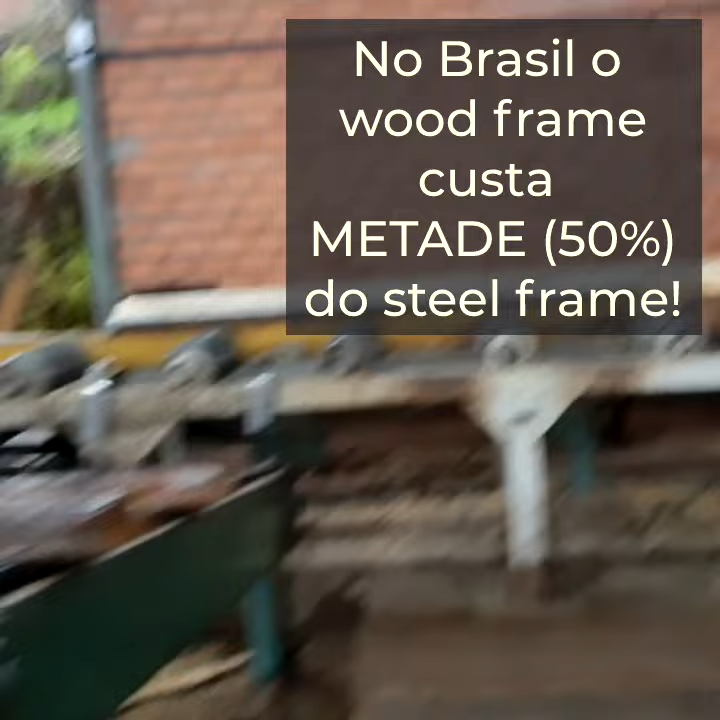 No Brasil o
wood frame
custa
METADE (50%)
do steel frame!